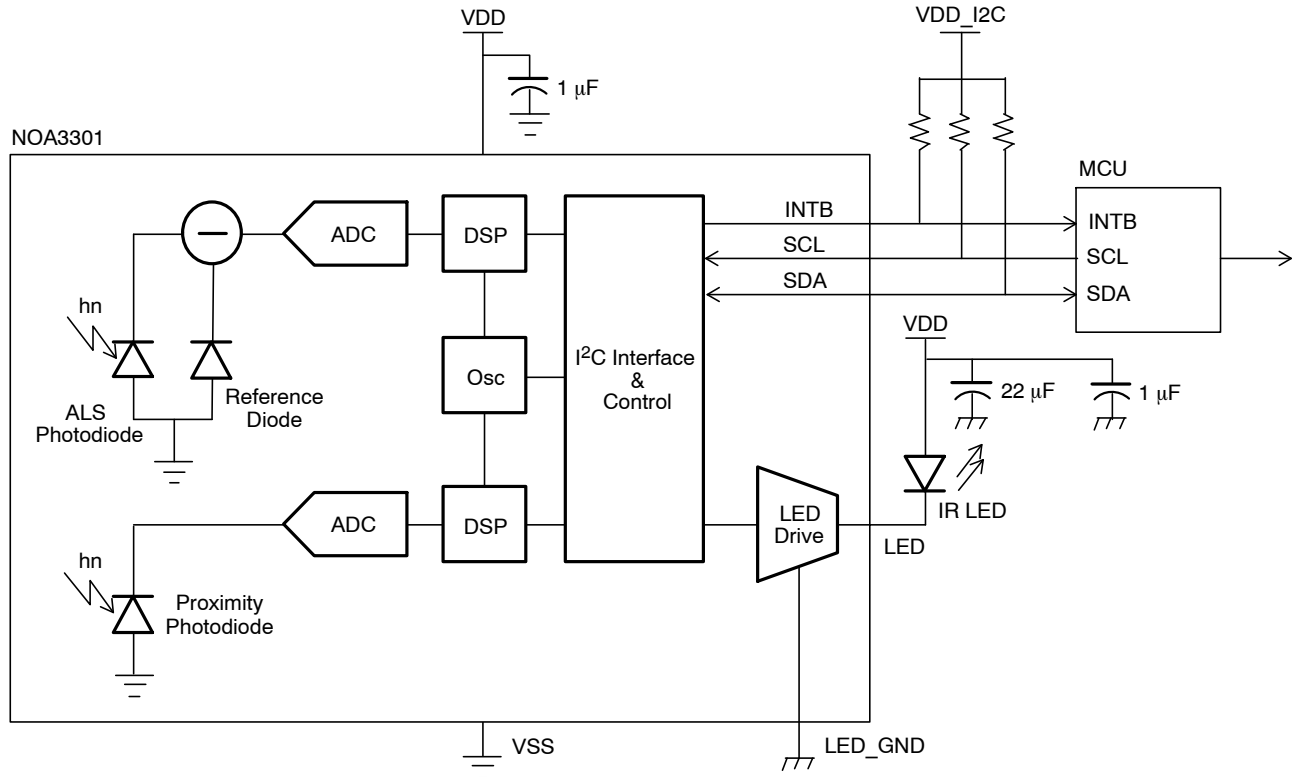 VDD
VDD_I2C
1 μF
NOA3301
MCU
ADC
DSP
INTB
INTB
SCL
SCL
SDA
SDA
hn
VDD
Osc
I²C Interface
&
Control
22 μF
1 μF
Reference
Diode
ALS
Photodiode
ADC
DSP
LED
Drive
IR LED
LED
hn
Proximity
Photodiode
VSS
LED_GND